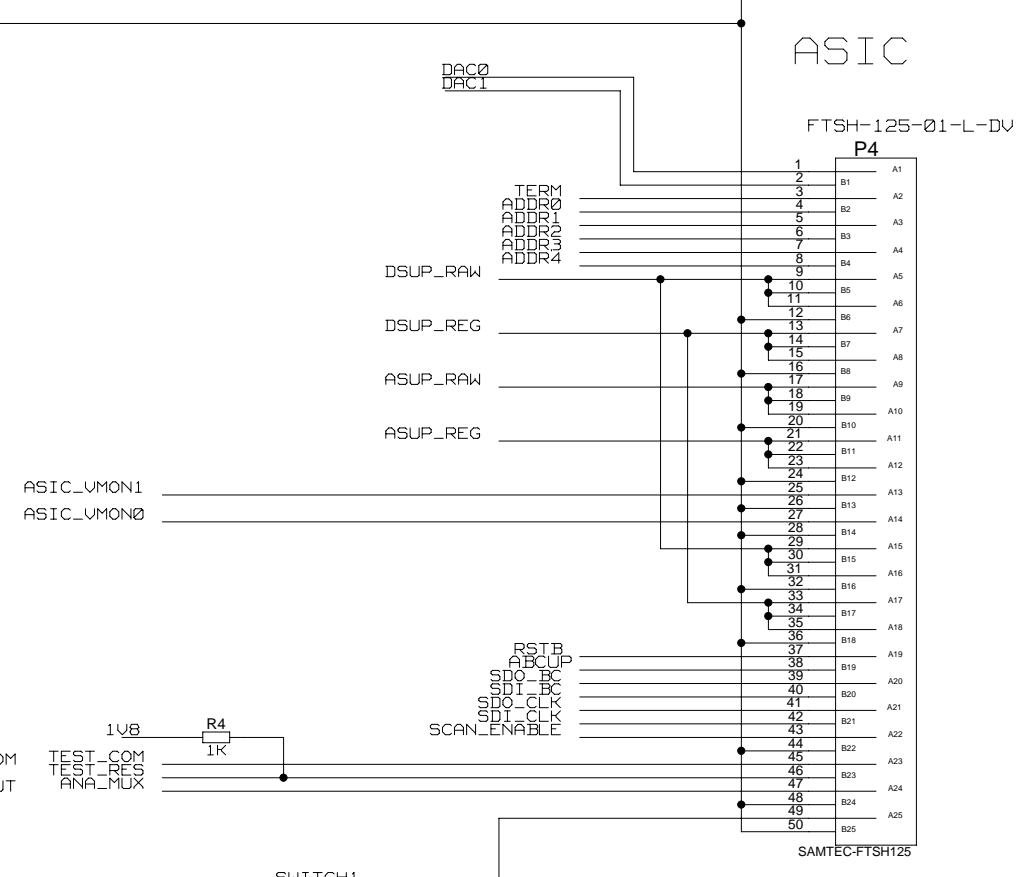 ASIC
DAC0
DAC1
FTSH-125-01-L-DV
P4
1 A1
2 B1
TERM 3 A2
ADDR0 4 B2
ADDR1 5 A3
ADDR2 6 B3
ADDR3 7 A4
ADDR4 8 B4
DSUP_RAW 9 A5
10 B5
11 A6
12 B6
DSUP_REG 13 A7
14 B7
15 A8
16 B8
ASUP_RAW 17 A9
18 B9
19 A10
20 B10
ASUP_REG 21 A11
22 B11
23 A12
24 B12
ASIC_VMON1 25 A13
26 B13
ASIC_VMON0 27 A14
28 B14
29 A15
30 B15
31 A16
32 B16
33 A17
34 B17
35 A18
36 B18
RSTB 37 A19
ABCUP 38 B19
SDO_BC 39 A20
SDI_BC 40 B20
SDO_CLK 41 A21
SDI_CLK 42 B21
SCAN_ENABLE 43 A22
1V8 R4 1K
44 B22
OM TEST_COM 45 A23
TEST_RES 46 B23
UT ANA_MUX 47 A24
48 B24
49 A25
50 B25
SAMTEC-FTSH125
SWITCH1